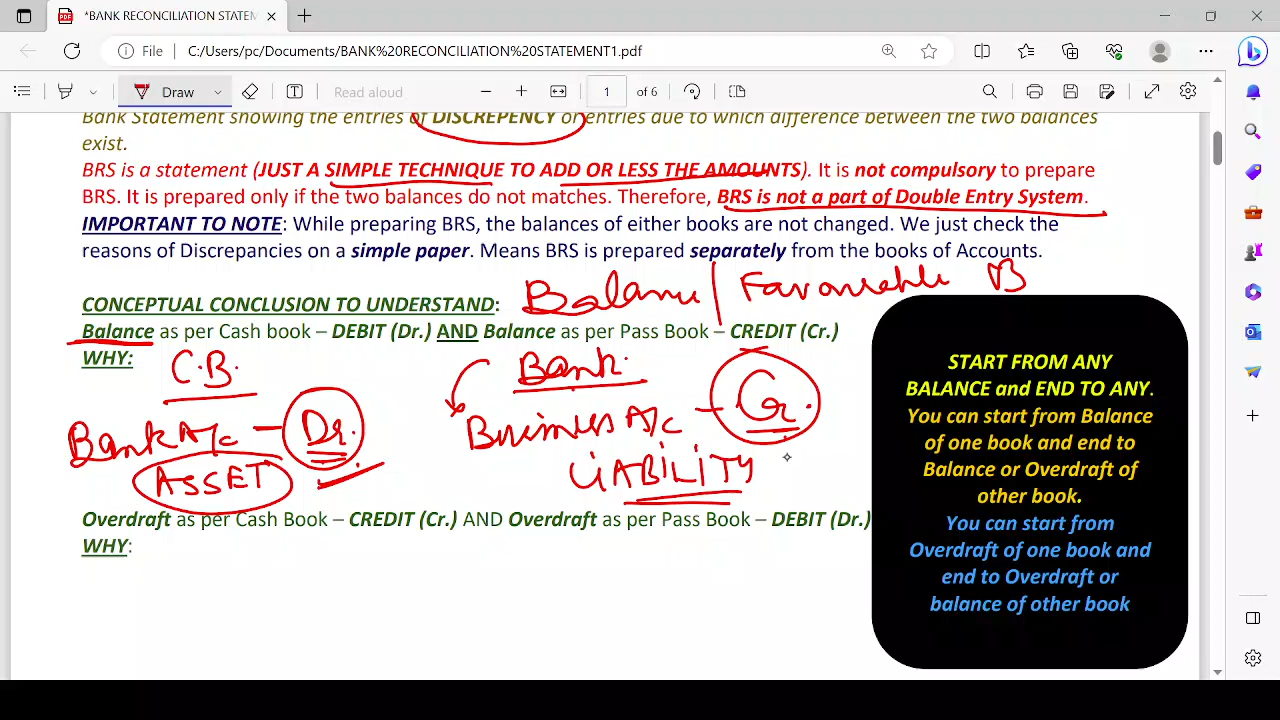 *BANK RECONCILIATION STATEMEN
File C:/Users/pc/Documents/BANK%20RECONCILIATION%20STATEMENT1.pdf
Draw Read aloud 1 of 6
Bank Statement showing the entries of DISCREPENCY or entries due to which difference between the two balances
exist.
BRS is a statement (JUST A SIMPLE TECHNIQUE TO ADD OR LESS THE AMOUNTS). It is not compulsory to prepare
BRS. It is prepared only if the two balances do not matches. Therefore, BRS is not a part of Double Entry System.
IMPORTANT TO NOTE: While preparing BRS, the balances of either books are not changed. We just check the
reasons of Discrepancies on a simple paper. Means BRS is prepared separately from the books of Accounts.
CONCEPTUAL CONCLUSION TO UNDERSTAND:
Balance | Favourable B
Balance as per Cash book – DEBIT (Dr.) AND Balance as per Pass Book – CREDIT (Cr.)
WHY:
C.B. Bank.
Bank A/c – Dr. Business A/c – Cr.
ASSET LIABILITY
Overdraft as per Cash Book – CREDIT (Cr.) AND Overdraft as per Pass Book – DEBIT (Dr.)
WHY:
START FROM ANY
BALANCE and END TO ANY.
You can start from Balance
of one book and end to
Balance or Overdraft of
other book.
You can start from
Overdraft of one book and
end to Overdraft or
balance of other book